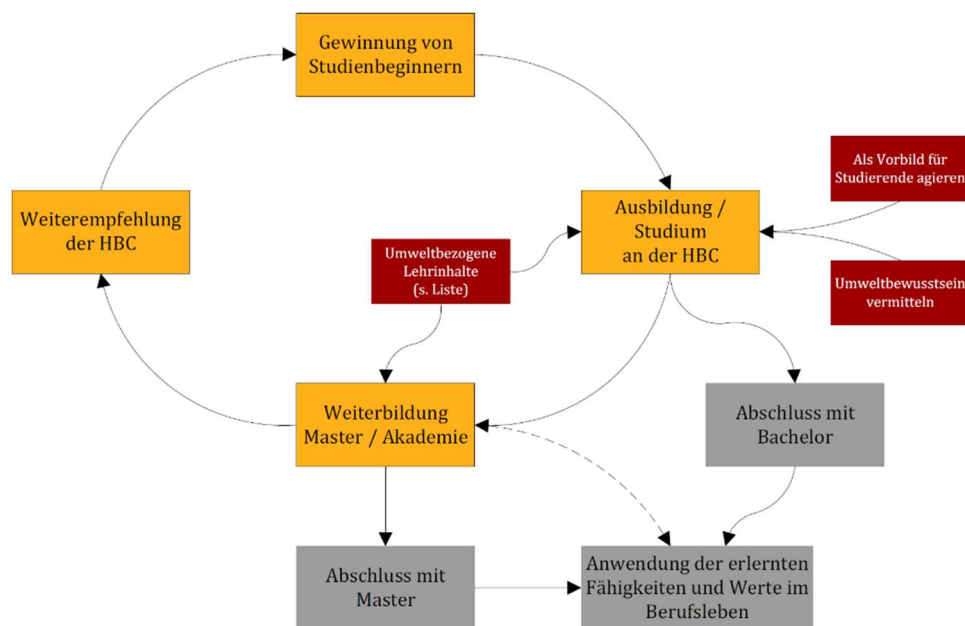 Gewinnung von
Studienbeginnern
Als Vorbild für
Studierende agieren
Weiterempfehlung
der HBC
Ausbildung /
Studium
an der HBC
Umweltbezogene
Lehrinhalte
(s. Liste)
Umweltbewusstsein
vermitteln
Weiterbildung
Master / Akademie
Abschluss mit
Bachelor
Abschluss mit
Master
Anwendung der erlernten
Fähigkeiten und Werte im
Berufsleben